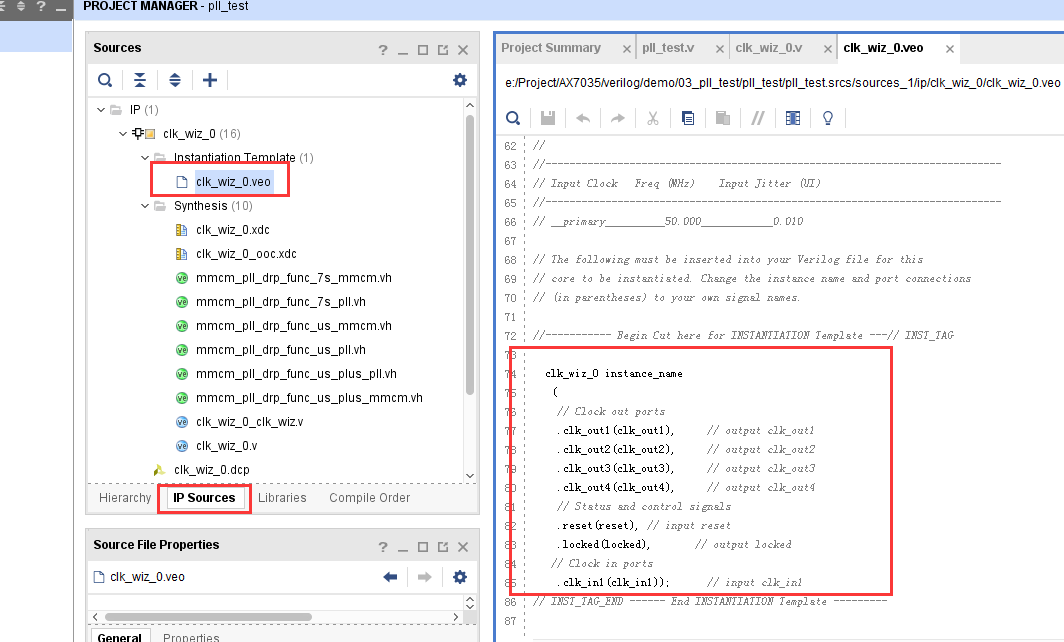 PROJECT MANAGER - pll_test
Sources
IP (1)
clk_wiz_0 (16)
Instantiation Template (1)
clk_wiz_0.veo
Synthesis (10)
clk_wiz_0.xdc
clk_wiz_0_ooc.xdc
mmcm_pll_drp_func_7s_mmcm.vh
mmcm_pll_drp_func_7s_pll.vh
mmcm_pll_drp_func_us_mmcm.vh
mmcm_pll_drp_func_us_pll.vh
mmcm_pll_drp_func_us_plus_pll.vh
mmcm_pll_drp_func_us_plus_mmcm.vh
clk_wiz_0_clk_wiz.v
clk_wiz_0.v
clk_wiz_0.dcp
Hierarchy IP Sources Libraries Compile Order
Source File Properties
clk_wiz_0.veo
General Properties
Project Summary pll_test.v clk_wiz_0.v clk_wiz_0.veo
e:/Project/AX7035/verilog/demo/03_pll_test/pll_test/pll_test.srcs/sources_1/ip/clk_wiz_0/clk_wiz_0.veo
62 //
63 //----------------------------------------------------------------------------
64 // Input Clock Freq (MHz) Input Jitter (UI)
65 //----------------------------------------------------------------------------
66 // __primary__________50.000____________0.010
67
68 // The following must be inserted into your Verilog file for this
69 // core to be instantiated. Change the instance name and port connections
70 // (in parentheses) to your own signal names.
71
72 //----------- Begin Cut here for INSTANTIATION Template ---// INST_TAG
73
74 clk_wiz_0 instance_name
75 (
76 // Clock out ports
77 .clk_out1(clk_out1), // output clk_out1
78 .clk_out2(clk_out2), // output clk_out2
79 .clk_out3(clk_out3), // output clk_out3
80 .clk_out4(clk_out4), // output clk_out4
81 // Status and control signals
82 .reset(reset), // input reset
83 .locked(locked), // output locked
84 // Clock in ports
85 .clk_in1(clk_in1)); // input clk_in1
86 // INST_TAG_END ------ End INSTANTIATION Template ---------
87